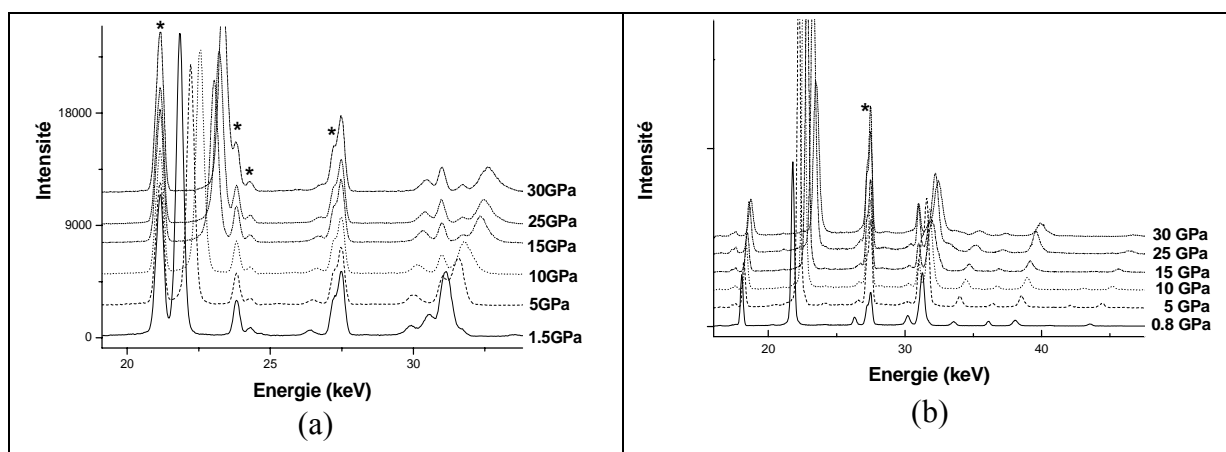 *
*
*
*
Intensité
18000
9000
0
30GPa
25GPa
15GPa
10GPa
5GPa
1.5GPa
20 25 30
Energie (keV)
(a)
*
Intensité
30 GPa
25 GPa
15 GPa
10 GPa
5 GPa
0.8 GPa
20 30 40
Energie (keV)
(b)